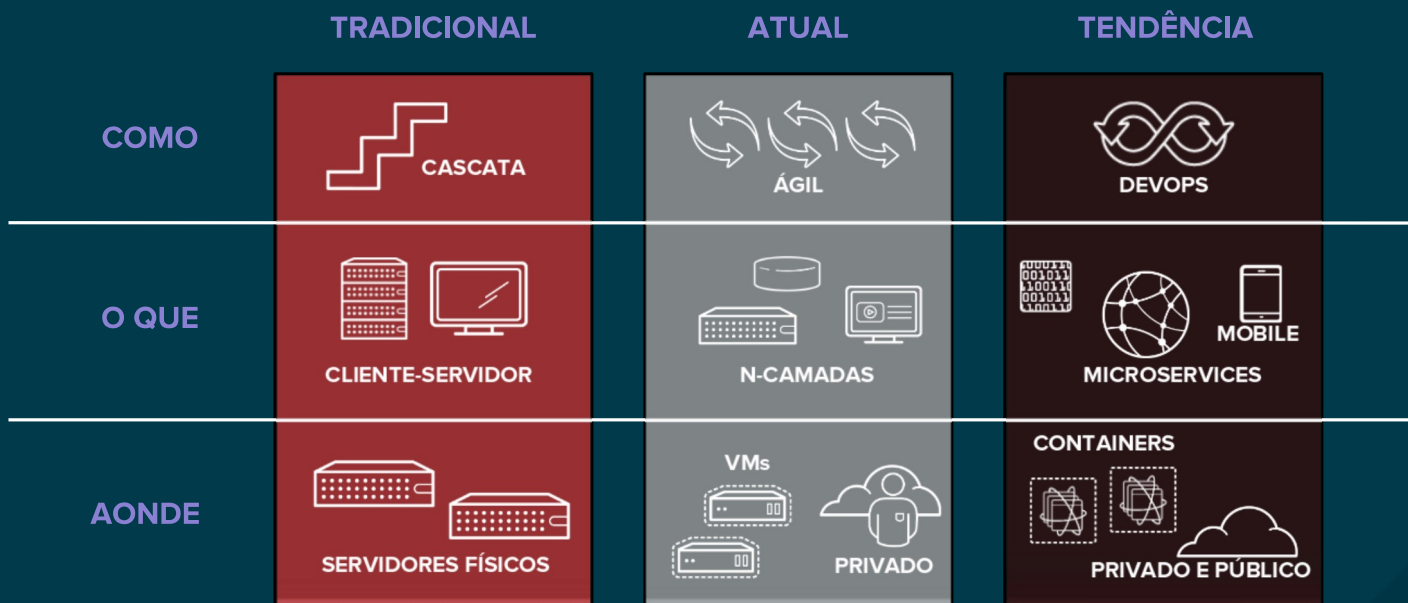 TRADICIONAL
ATUAL
TENDÊNCIA
COMO
CASCATA
ÁGIL
DEVOPS
O QUE
CLIENTE-SERVIDOR
N-CAMADAS
MOBILE
MICROSERVICES
AONDE
SERVIDORES FÍSICOS
VMs
PRIVADO
CONTAINERS
PRIVADO E PÚBLICO